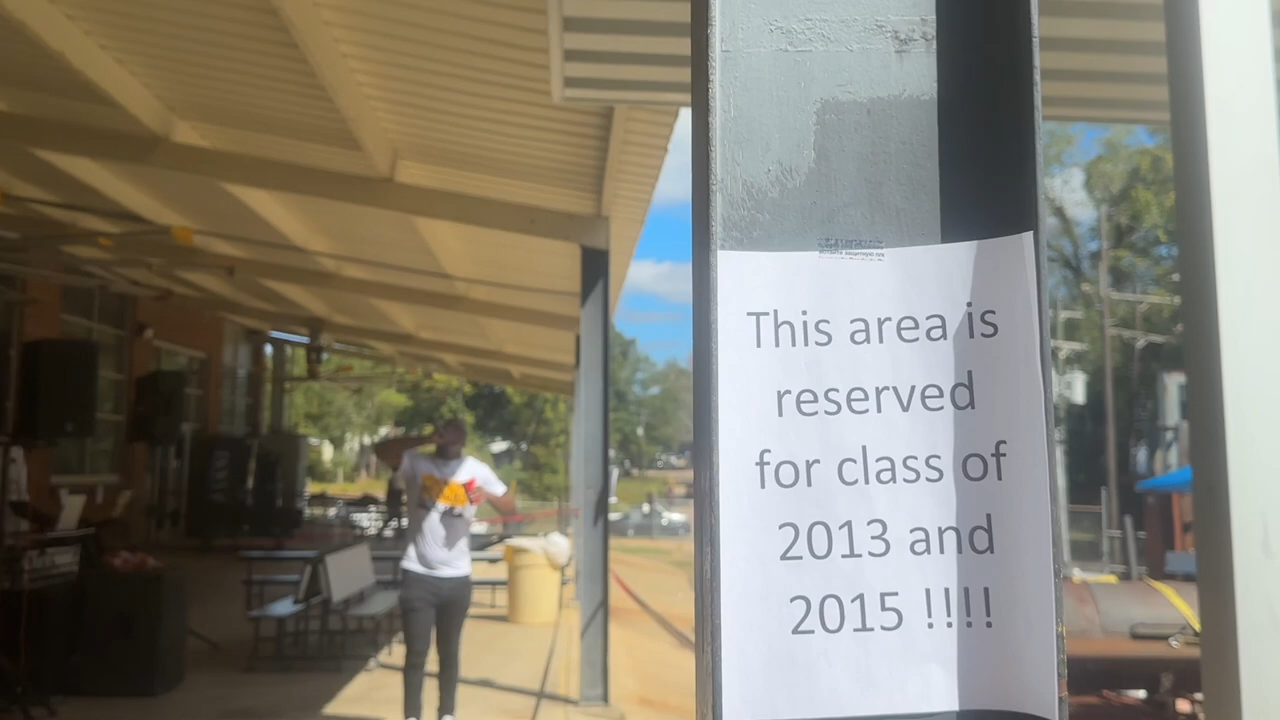 This area is
reserved
for class of
2013 and
2015 !!!!